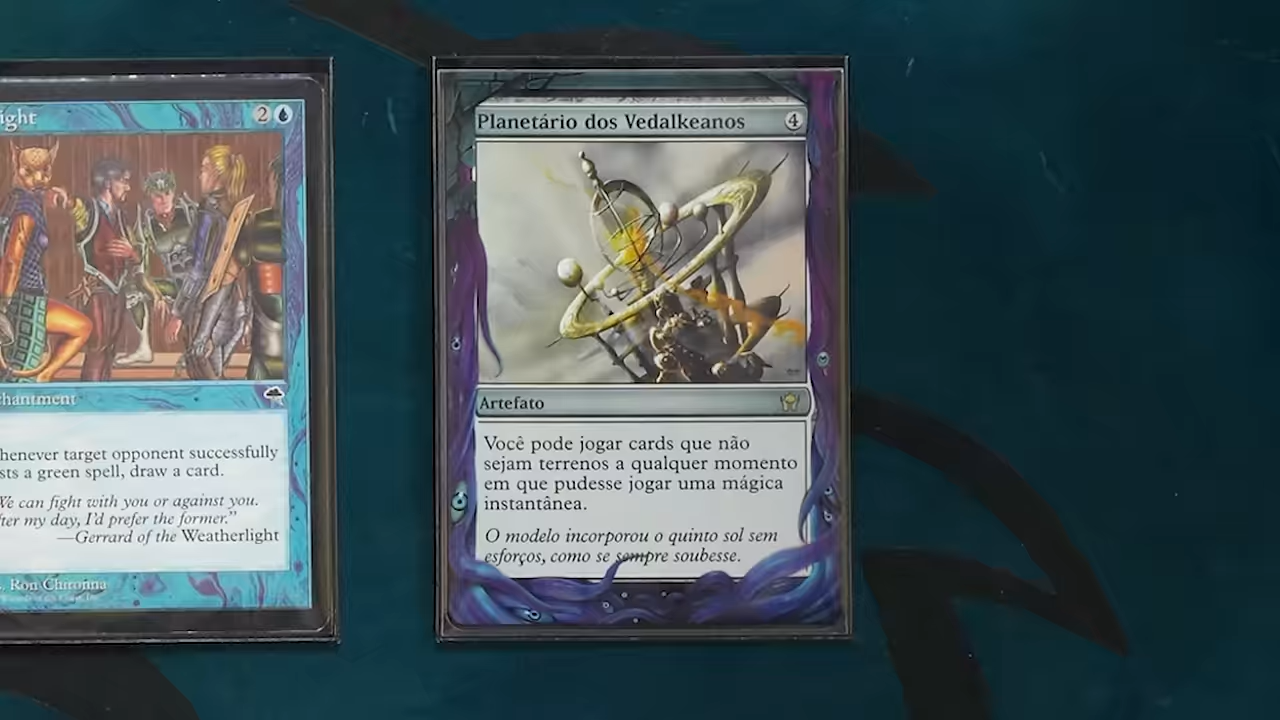 ight 2
chantment
henever target opponent successfully
sts a green spell, draw a card.
We can fight with you or against you.
ter my day, I'd prefer the former."
—Gerrard of the Weatherlight
Ron Chironna
Planetário dos Vedalkeanos 4
Artefato
Você pode jogar cards que não
sejam terrenos a qualquer momento
em que pudesse jogar uma mágica
instantânea.
O modelo incorporou o quinto sol sem
esforços, como se sempre soubesse.